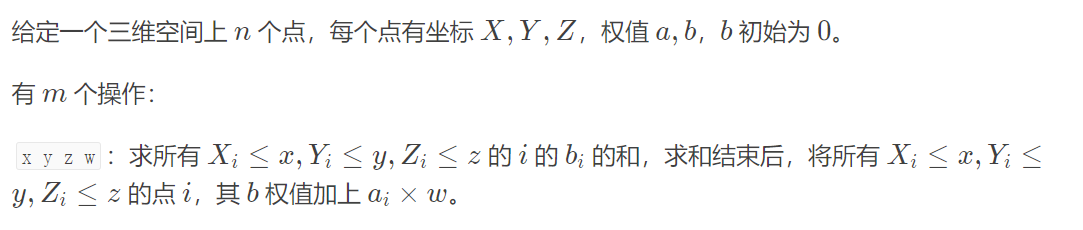 给定一个三维空间上 n 个点，每个点有坐标 X, Y, Z，权值 a, b，b 初始为 0。
有 m 个操作：
x y z w ：求所有 X_i ≤ x, Y_i ≤ y, Z_i ≤ z 的 i 的 b_i 的和，求和结束后，将所有 X_i ≤ x, Y_i ≤
y, Z_i ≤ z 的点 i，其 b 权值加上 a_i × w。